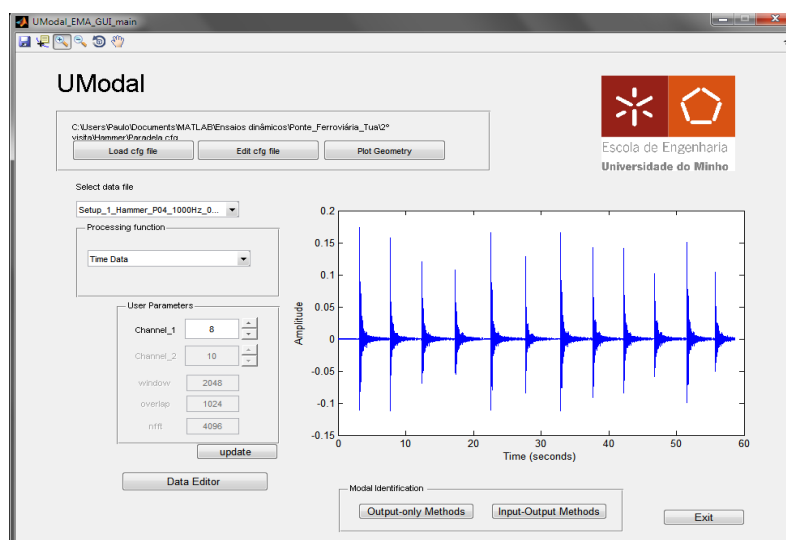 UModal_EMA_GUI_main
UModal
C:\Users\Paulo\Documents\MATLAB\Ensaios dinâmicos\Ponte_Ferroviária_Tua\2º
visita\Hammer\Paradela.cfg
Load cfg file
Edit cfg file
Plot Geometry
Escola de Engenharia
Universidade do Minho
Select data file
Setup_1_Hammer_P04_1000Hz_0...
Processing function
Time Data
User Parameters
Channel_1 8
Channel_2 10
window 2048
overlap 1024
nfft 4096
update
Data Editor
0.2
0.15
0.1
0.05
0
-0.05
-0.1
-0.15
Amplitude
0 10 20 30 40 50 60
Time (seconds)
Modal Identification
Output-only Methods
Input-Output Methods
Exit